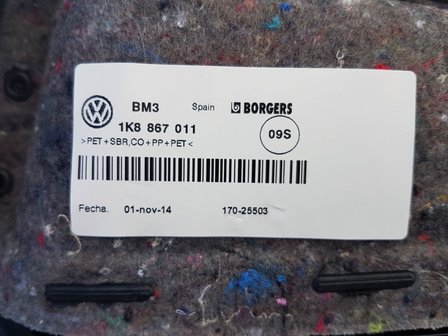 BM3 Spain BORGERS
1K8 867 011
>PET+SBR,CO+PP+PET<
09S
Fecha. 01-nov-14 170-25503